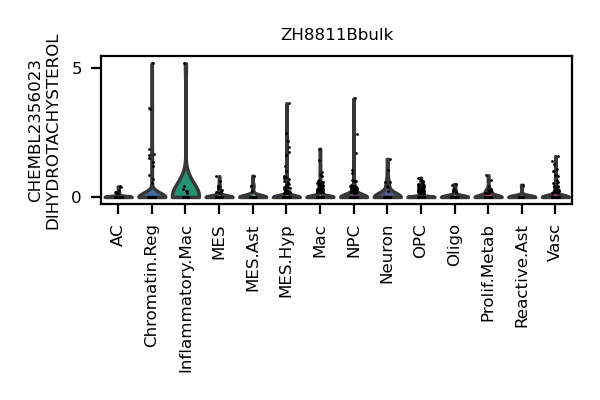 ZH8811Bbulk
CHEMBL2356023
DIHYDROTACHYSTEROL
5
0
AC
Chromatin.Reg
Inflammatory.Mac
MES
MES.Ast
MES.Hyp
Mac
NPC
Neuron
OPC
Oligo
Prolif.Metab
Reactive.Ast
Vasc